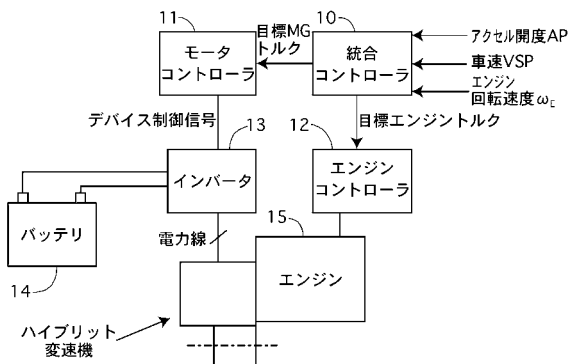 11
目標MG
トルク
10
モータ
コントローラ
統合
コントローラ
アクセル開度AP
車速VSP
エンジン
回転速度ωE
デバイス制御信号
目標エンジントルク
13
12
インバータ
エンジン
コントローラ
バッテリ
14
電力線
15
エンジン
ハイブリット
変速機